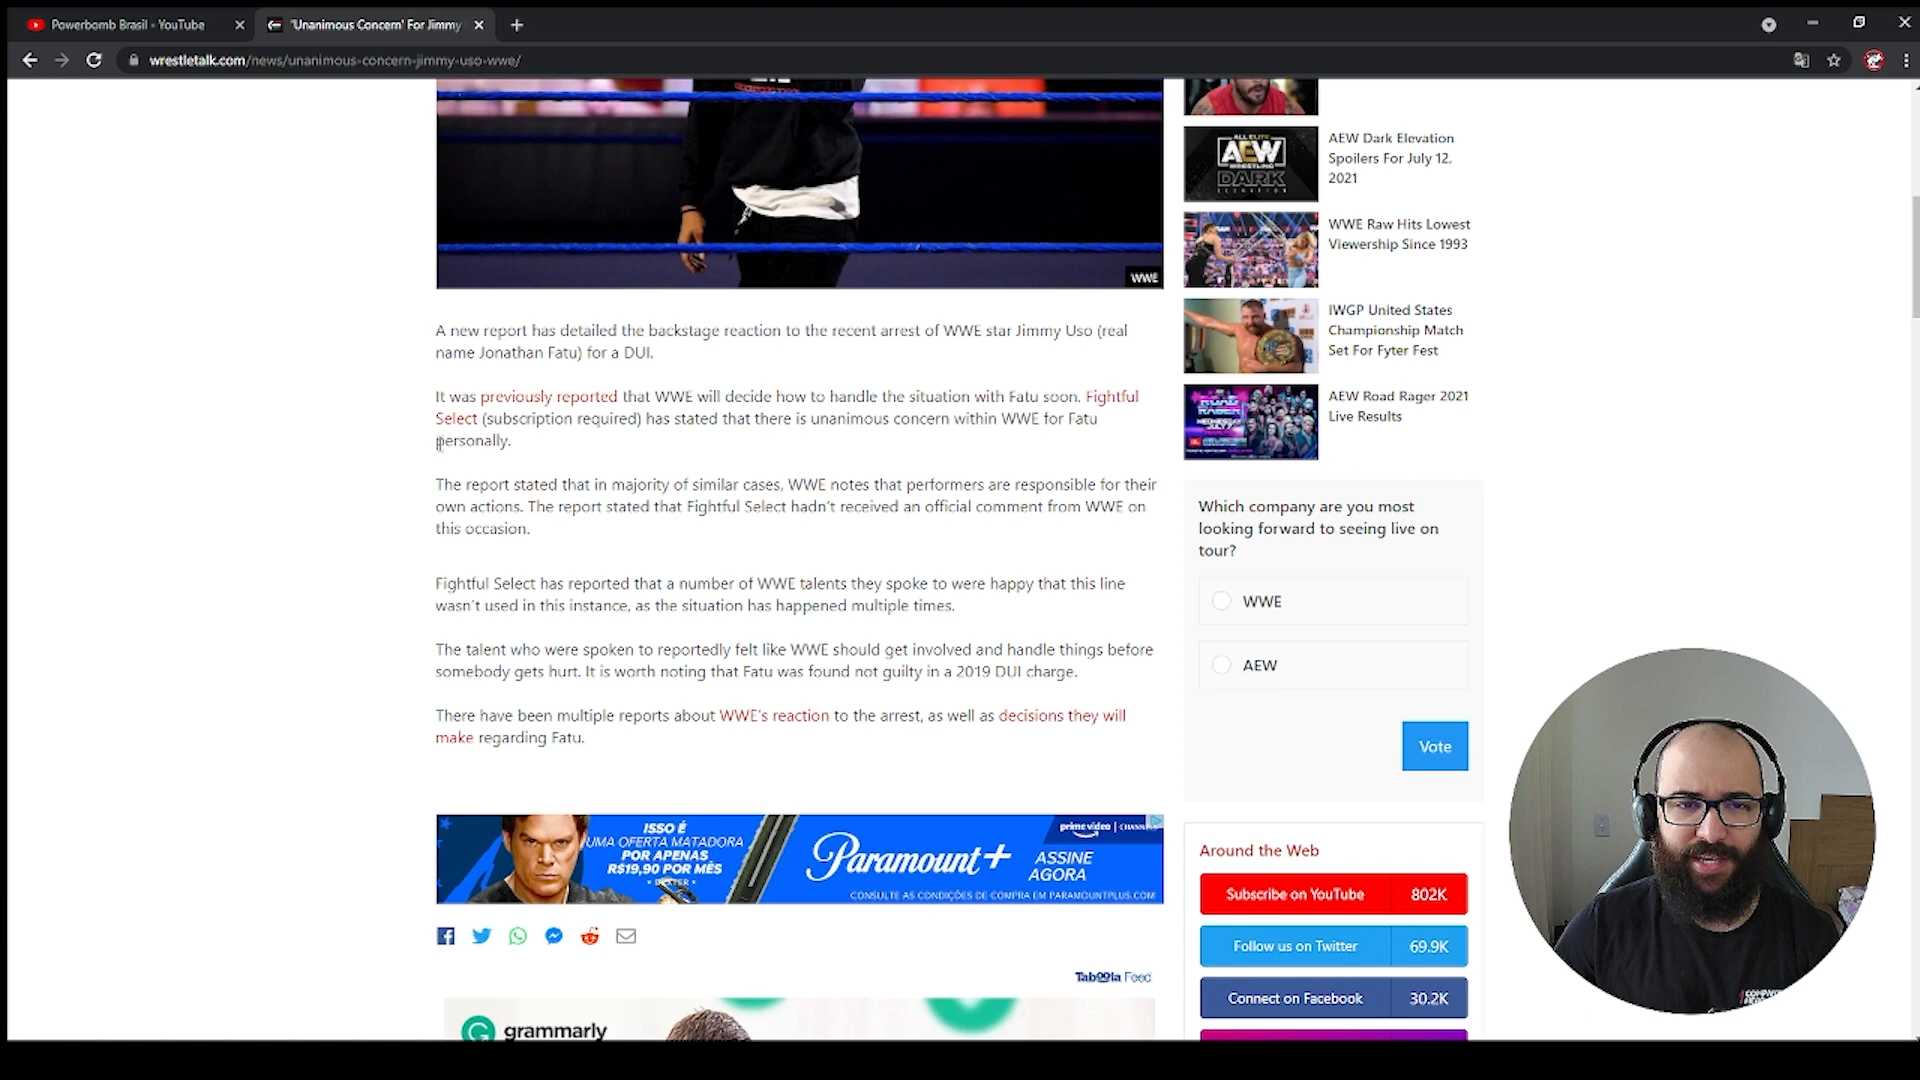 Powerbomb Brasil - YouTube
'Unanimous Concern' For Jimmy
wrestletalk.com/news/unanimous-concern-jimmy-uso-wwe/
WWE
A new report has detailed the backstage reaction to the recent arrest of WWE star Jimmy Uso (real
name Jonathan Fatu) for a DUI.
It was previously reported that WWE will decide how to handle the situation with Fatu soon. Fightful
Select (subscription required) has stated that there is unanimous concern within WWE for Fatu
personally.
The report stated that in majority of similar cases, WWE notes that performers are responsible for their
own actions. The report stated that Fightful Select hadn't received an official comment from WWE on
this occasion.
Fightful Select has reported that a number of WWE talents they spoke to were happy that this line
wasn't used in this instance, as the situation has happened multiple times.
The talent who were spoken to reportedly felt like WWE should get involved and handle things before
somebody gets hurt. It is worth noting that Fatu was found not guilty in a 2019 DUI charge.
There have been multiple reports about WWE's reaction to the arrest, as well as decisions they will
make regarding Fatu.
ISSO É
UMA OFERTA MATADORA
POR APENAS
R$19,90 POR MÊS
• DEXTER •
Paramount+
ASSINE
AGORA
prime video | CHANNELS
CONSULTE AS CONDIÇÕES DE COMPRA EM PARAMOUNTPLUS.COM
Taboola Feed
grammarly
ALL ELITE
AEW
WRESTLING
DARK
ELEVATION
AEW Dark Elevation
Spoilers For July 12,
2021
WWE Raw Hits Lowest
Viewership Since 1993
IWGP United States
Championship Match
Set For Fyter Fest
ROAD
RAGER
WEDNESDAY
AEW Road Rager 2021
Live Results
Which company are you most
looking forward to seeing live on
tour?
WWE
AEW
Vote
Around the Web
Subscribe on YouTube 802K
Follow us on Twitter 69.9K
Connect on Facebook 30.2K